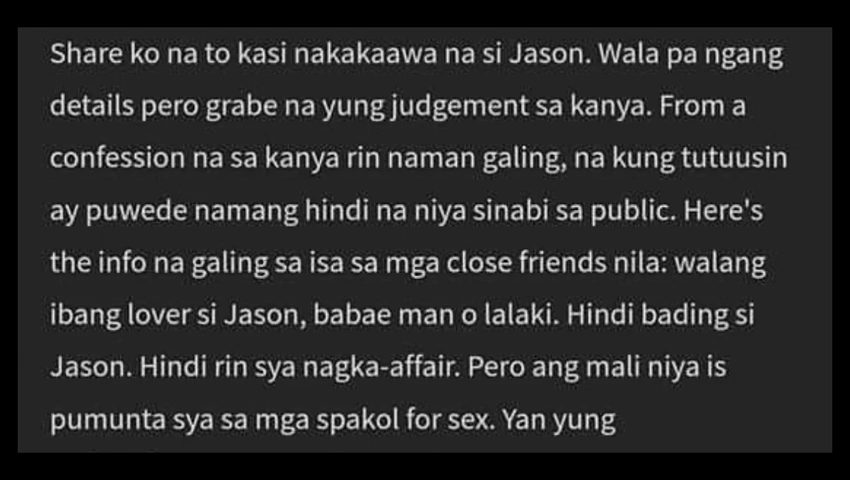 Share ko na to kasi nakakaawa na si Jason. Wala pa ngang
details pero grabe na yung judgement sa kanya. From a
confession na sa kanya rin naman galing, na kung tutuusin
ay puwede namang hindi na niya sinabi sa public. Here's
the info na galing sa isa sa mga close friends nila: walang
ibang lover si Jason, babae man o lalaki. Hindi bading si
Jason. Hindi rin sya nagka-affair. Pero ang mali niya is
pumunta sya sa mga spakol for sex. Yan yung